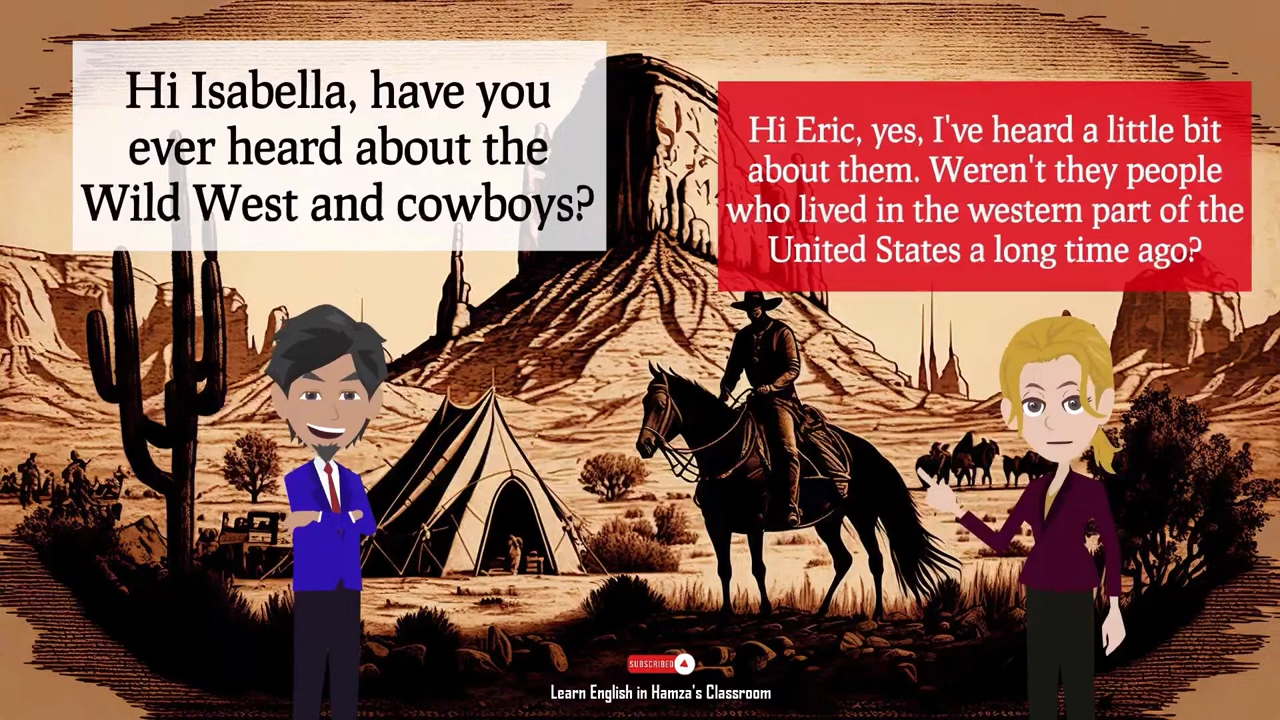 Hi Isabella, have you
ever heard about the
Wild West and cowboys?
Hi Eric, yes, I've heard a little bit
about them. Weren't they people
who lived in the western part of the
United States a long time ago?
SUBSCRIBED
Learn English in Hamza's Classroom